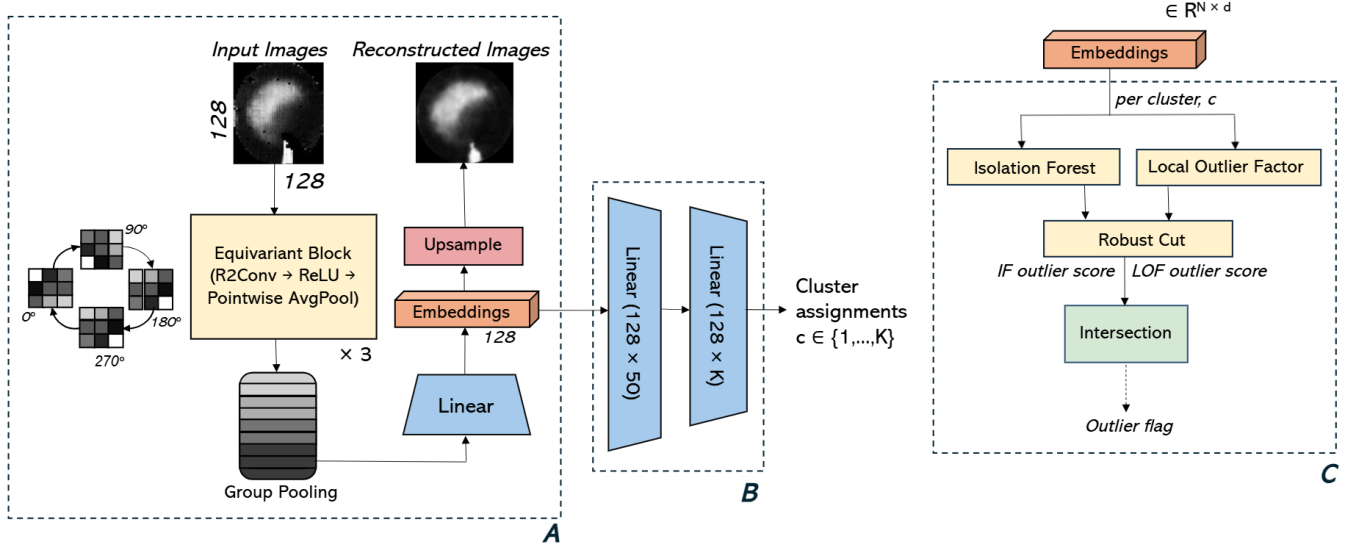 Input Images
128
128
Equivariant Block
(R2Conv → ReLU →
Pointwise AvgPool)
× 3
0°
90°
180°
270°
Group Pooling
Reconstructed Images
Upsample
Embeddings
128
Linear
A
Linear (128 × 50)
Linear (128 × K)
B
Cluster
assignments
c ∈ {1,...,K}
∈ R^N × d
Embeddings
per cluster, c
Isolation Forest
Local Outlier Factor
Robust Cut
IF outlier score
LOF outlier score
Intersection
Outlier flag
C